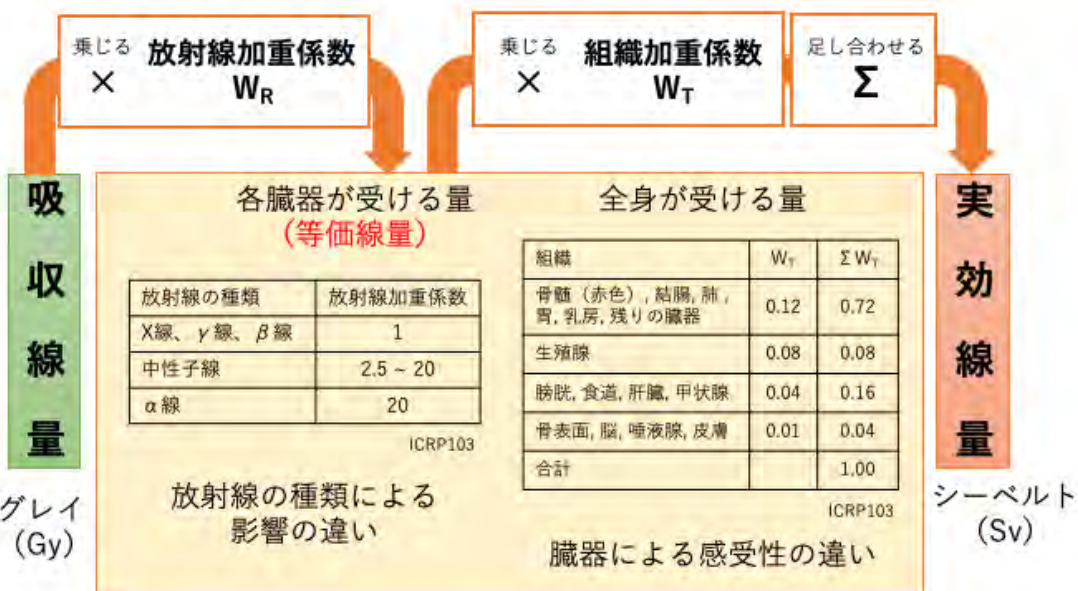 乗じる 放射線加重係数
× WR
乗じる 組織加重係数
× WT
足し合わせる
Σ
吸収線量
グレイ
(Gy)
各臓器が受ける量
(等価線量)
放射線の種類 放射線加重係数
X線、γ線、β線 1
中性子線 2.5 ~ 20
α線 20
ICRP103
放射線の種類による
影響の違い
全身が受ける量
組織 WT ΣWT
骨髄(赤色), 結腸, 肺,
胃, 乳房, 残りの臓器 0.12 0.72
生殖腺 0.08 0.08
膀胱, 食道, 肝臓, 甲状腺 0.04 0.16
骨表面, 脳, 唾液腺, 皮膚 0.01 0.04
合計 1.00
ICRP103
臓器による感受性の違い
実効線量
シーベルト
(Sv)